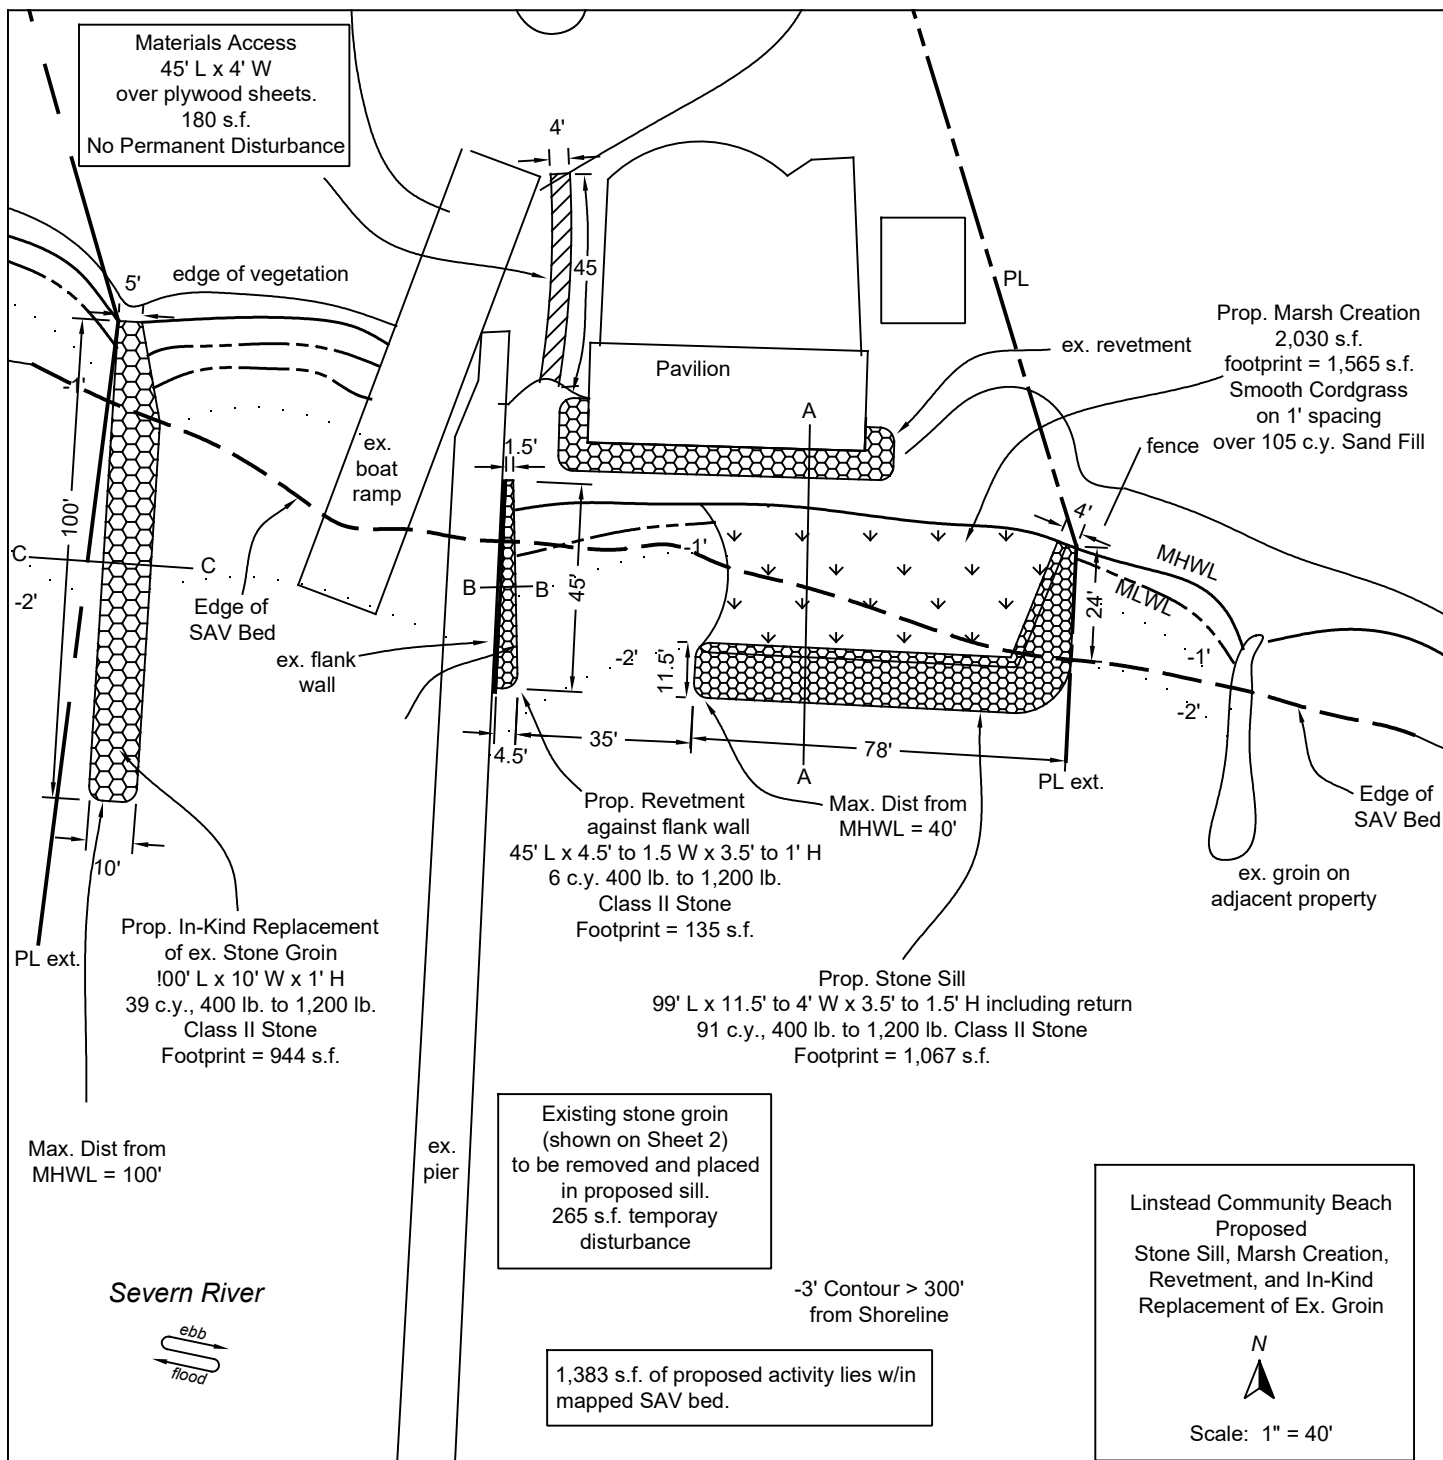 Materials Access
45' L x 4' W
over plywood sheets.
180 s.f.
No Permanent Disturbance
4'
45
5'
edge of vegetation
PL
Pavilion
ex. revetment
Prop. Marsh Creation
2,030 s.f.
footprint = 1,565 s.f.
Smooth Cordgrass
on 1' spacing
over 105 c.y. Sand Fill
fence
A
-1'
ex.
boat
ramp
1.5'
100'
4'
-1'
MHWL
MLWL
24'
C
C
-2'
B
B
45'
Edge of
SAV Bed
ex. flank
wall
-2'
11.5'
-1'
-2'
4.5'
35'
78'
A
PL ext.
10'
Prop. Revetment
against flank wall
45' L x 4.5' to 1.5 W x 3.5' to 1' H
6 c.y. 400 lb. to 1,200 lb.
Class II Stone
Footprint = 135 s.f.
Max. Dist from
MHWL = 40'
Edge of
SAV Bed
ex. groin on
adjacent property
PL ext.
Prop. In-Kind Replacement
of ex. Stone Groin
!00' L x 10' W x 1' H
39 c.y., 400 lb. to 1,200 lb.
Class II Stone
Footprint = 944 s.f.
Prop. Stone Sill
99' L x 11.5' to 4' W x 3.5' to 1.5' H including return
91 c.y., 400 lb. to 1,200 lb. Class II Stone
Footprint = 1,067 s.f.
Max. Dist from
MHWL = 100'
ex.
pier
Existing stone groin
(shown on Sheet 2)
to be removed and placed
in proposed sill.
265 s.f. temporay
disturbance
Severn River
ebb
flood
-3' Contour > 300'
from Shoreline
1,383 s.f. of proposed activity lies w/in
mapped SAV bed.
Linstead Community Beach
Proposed
Stone Sill, Marsh Creation,
Revetment, and In-Kind
Replacement of Ex. Groin
N
Scale: 1" = 40'